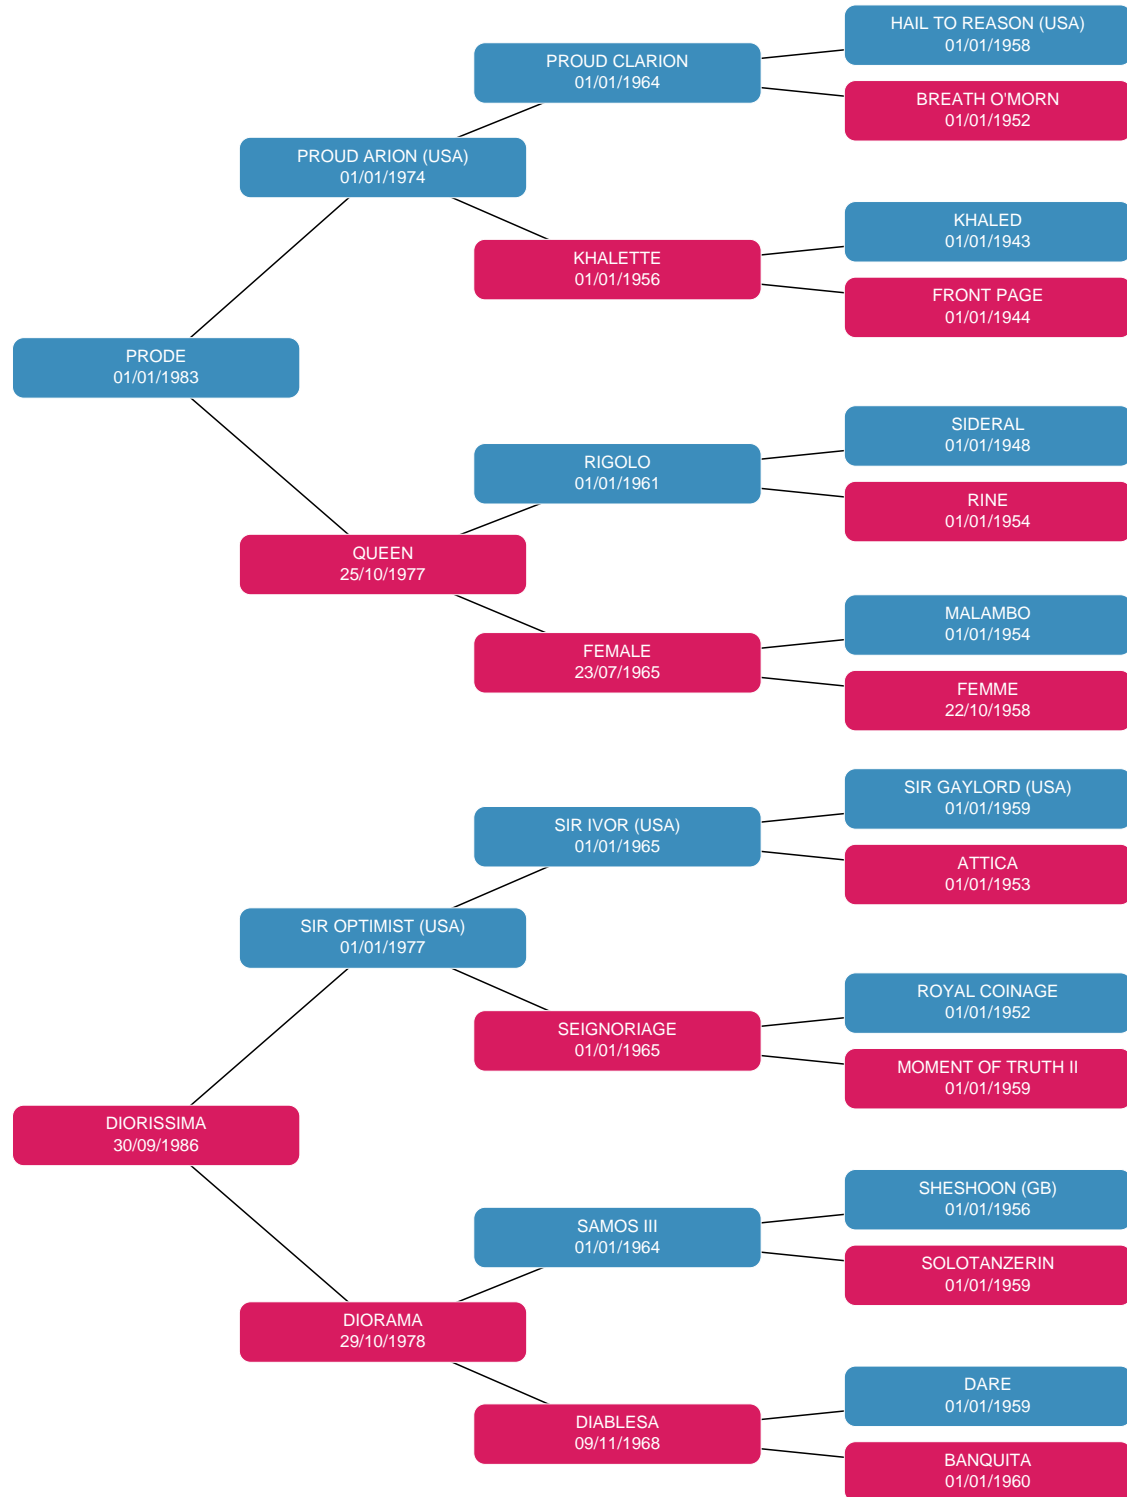 HAIL TO REASON (USA)
01/01/1958
PROUD CLARION
01/01/1964
BREATH O'MORN
01/01/1952
PROUD ARION (USA)
01/01/1974
KHALED
01/01/1943
KHALETTE
01/01/1956
FRONT PAGE
01/01/1944
PRODE
01/01/1983
SIDERAL
01/01/1948
RIGOLO
01/01/1961
RINE
01/01/1954
QUEEN
25/10/1977
MALAMBO
01/01/1954
FEMALE
23/07/1965
FEMME
22/10/1958
SIR GAYLORD (USA)
01/01/1959
SIR IVOR (USA)
01/01/1965
ATTICA
01/01/1953
SIR OPTIMIST (USA)
01/01/1977
ROYAL COINAGE
01/01/1952
SEIGNORIAGE
01/01/1965
MOMENT OF TRUTH II
01/01/1959
DIORISSIMA
30/09/1986
SHESHOON (GB)
01/01/1956
SAMOS III
01/01/1964
SOLOTANZERIN
01/01/1959
DIORAMA
29/10/1978
DARE
01/01/1959
DIABLESA
09/11/1968
BANQUITA
01/01/1960